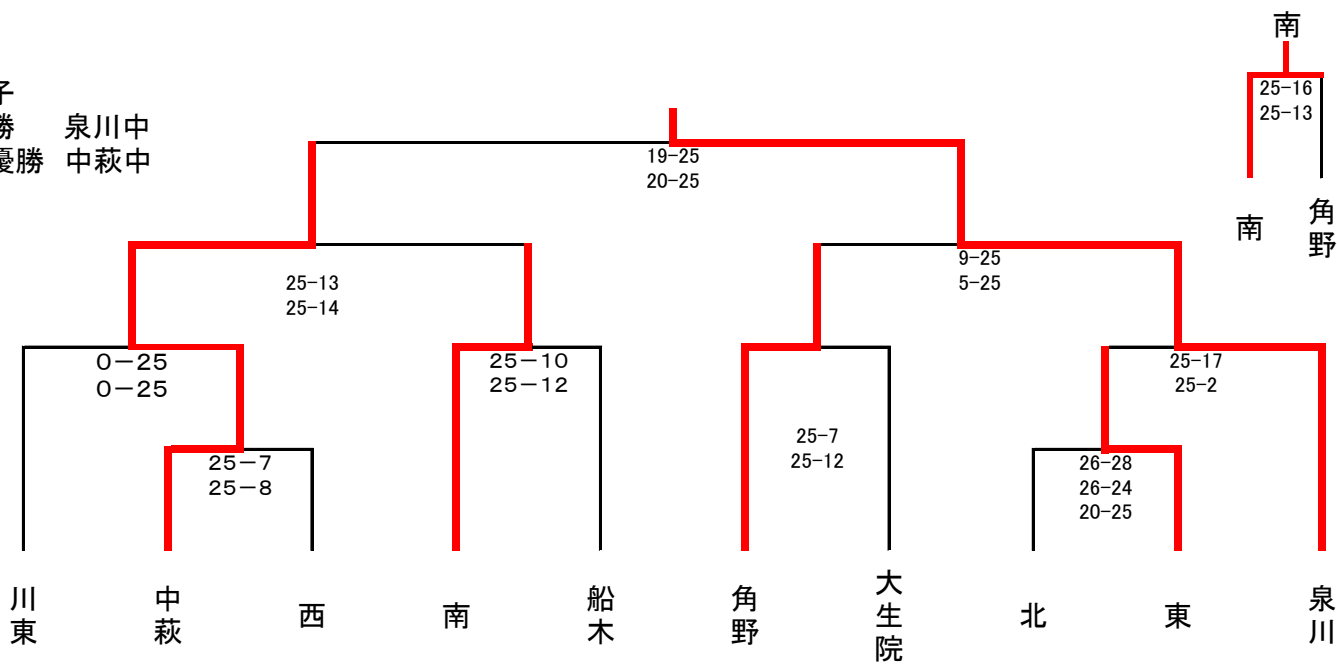 南
子
25-16
25-13
勝 泉川中
優勝 中萩中
19-25
20-25
南
角野
9-25
5-25
25-13
25-14
0－25
0－25
25－10
25－12
25-17
25-2
25-7
25-12
25－7
25－8
26-28
26-24
20-25
川東
中萩
西
南
船木
角野
大生院
北
東
泉川